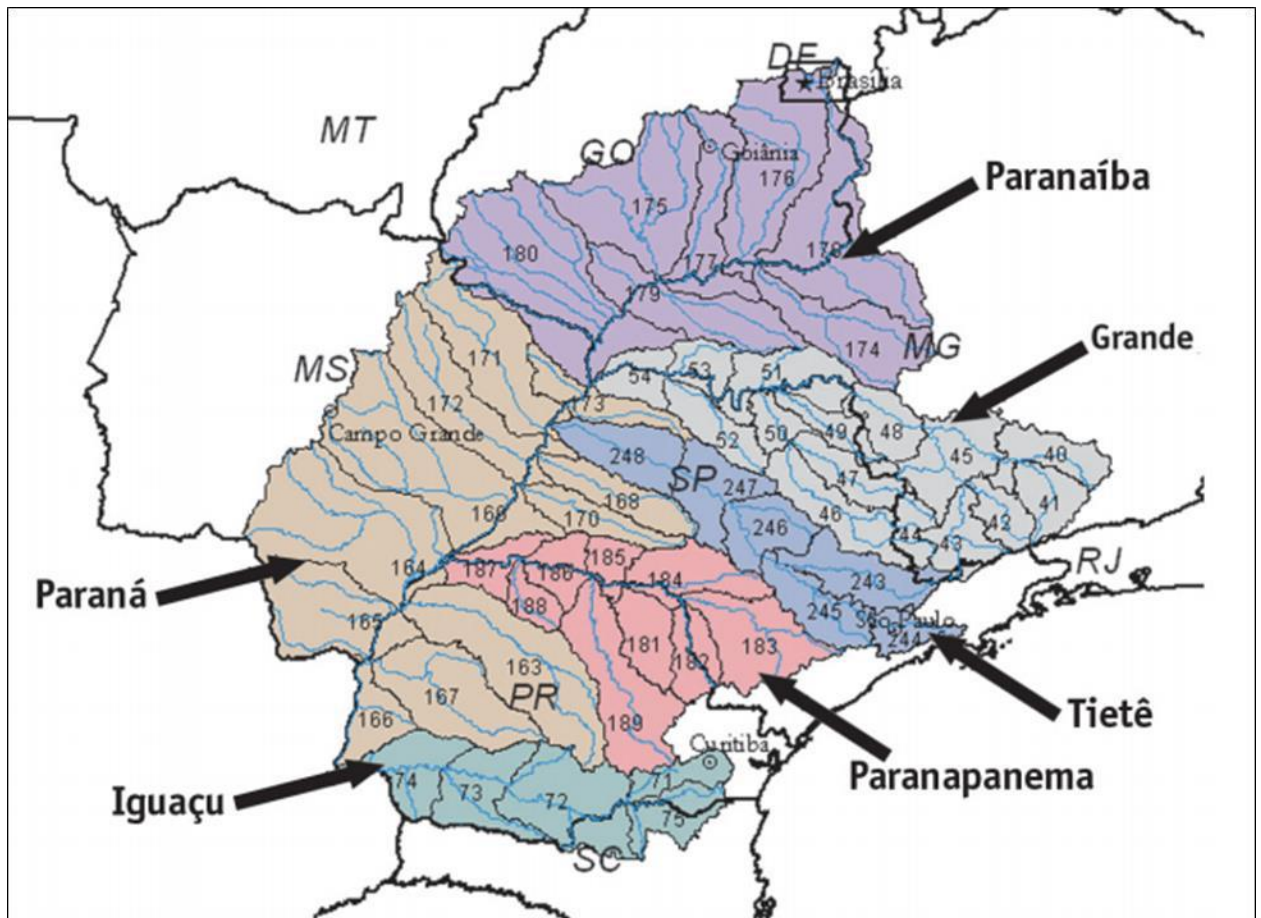 DF
Brasília
MT
GO
Goiânia
176
Paranaíba
175
180
178
177
179
Grande
174
MG
MS
171
54
53
51
172
173
Campo Grande
52
50
49
48
45
40
248
SP
247
47
41
168
169
170
246
46
42
44
43
RJ
187
186
185
184
164
243
Paraná
188
245
São Paulo
244
165
181
182
183
163
167
PR
Tietê
166
189
Curitiba
Paranapanema
Iguaçu
74
73
72
71
75
SC